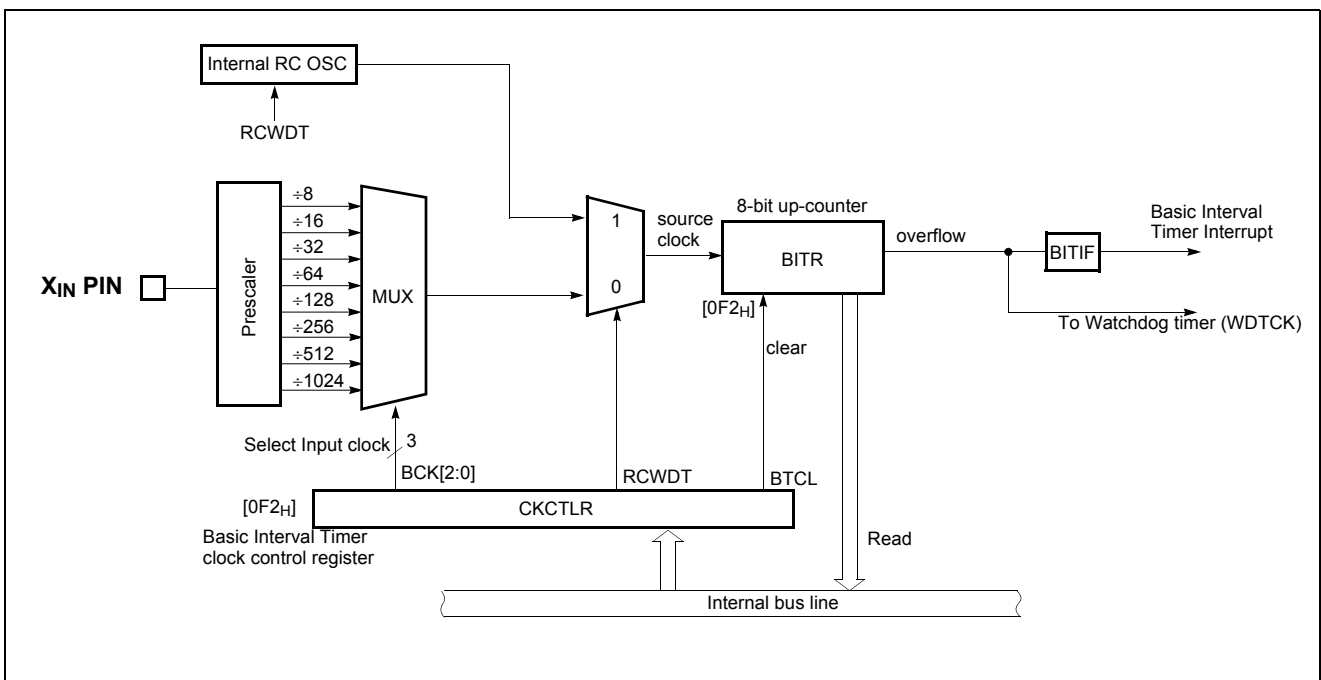 Internal RC OSC
RCWDT
XIN PIN
Prescaler
÷8
÷16
÷32
÷64
÷128
÷256
÷512
÷1024
MUX
Select Input clock
3
BCK[2:0]
1
0
source
clock
8-bit up-counter
BITR
[0F2H]
overflow
BITIF
Basic Interval
Timer Interrupt
To Watchdog timer (WDTCK)
clear
RCWDT
BTCL
[0F2H]
CKCTLR
Basic Interval Timer
clock control register
Read
Internal bus line